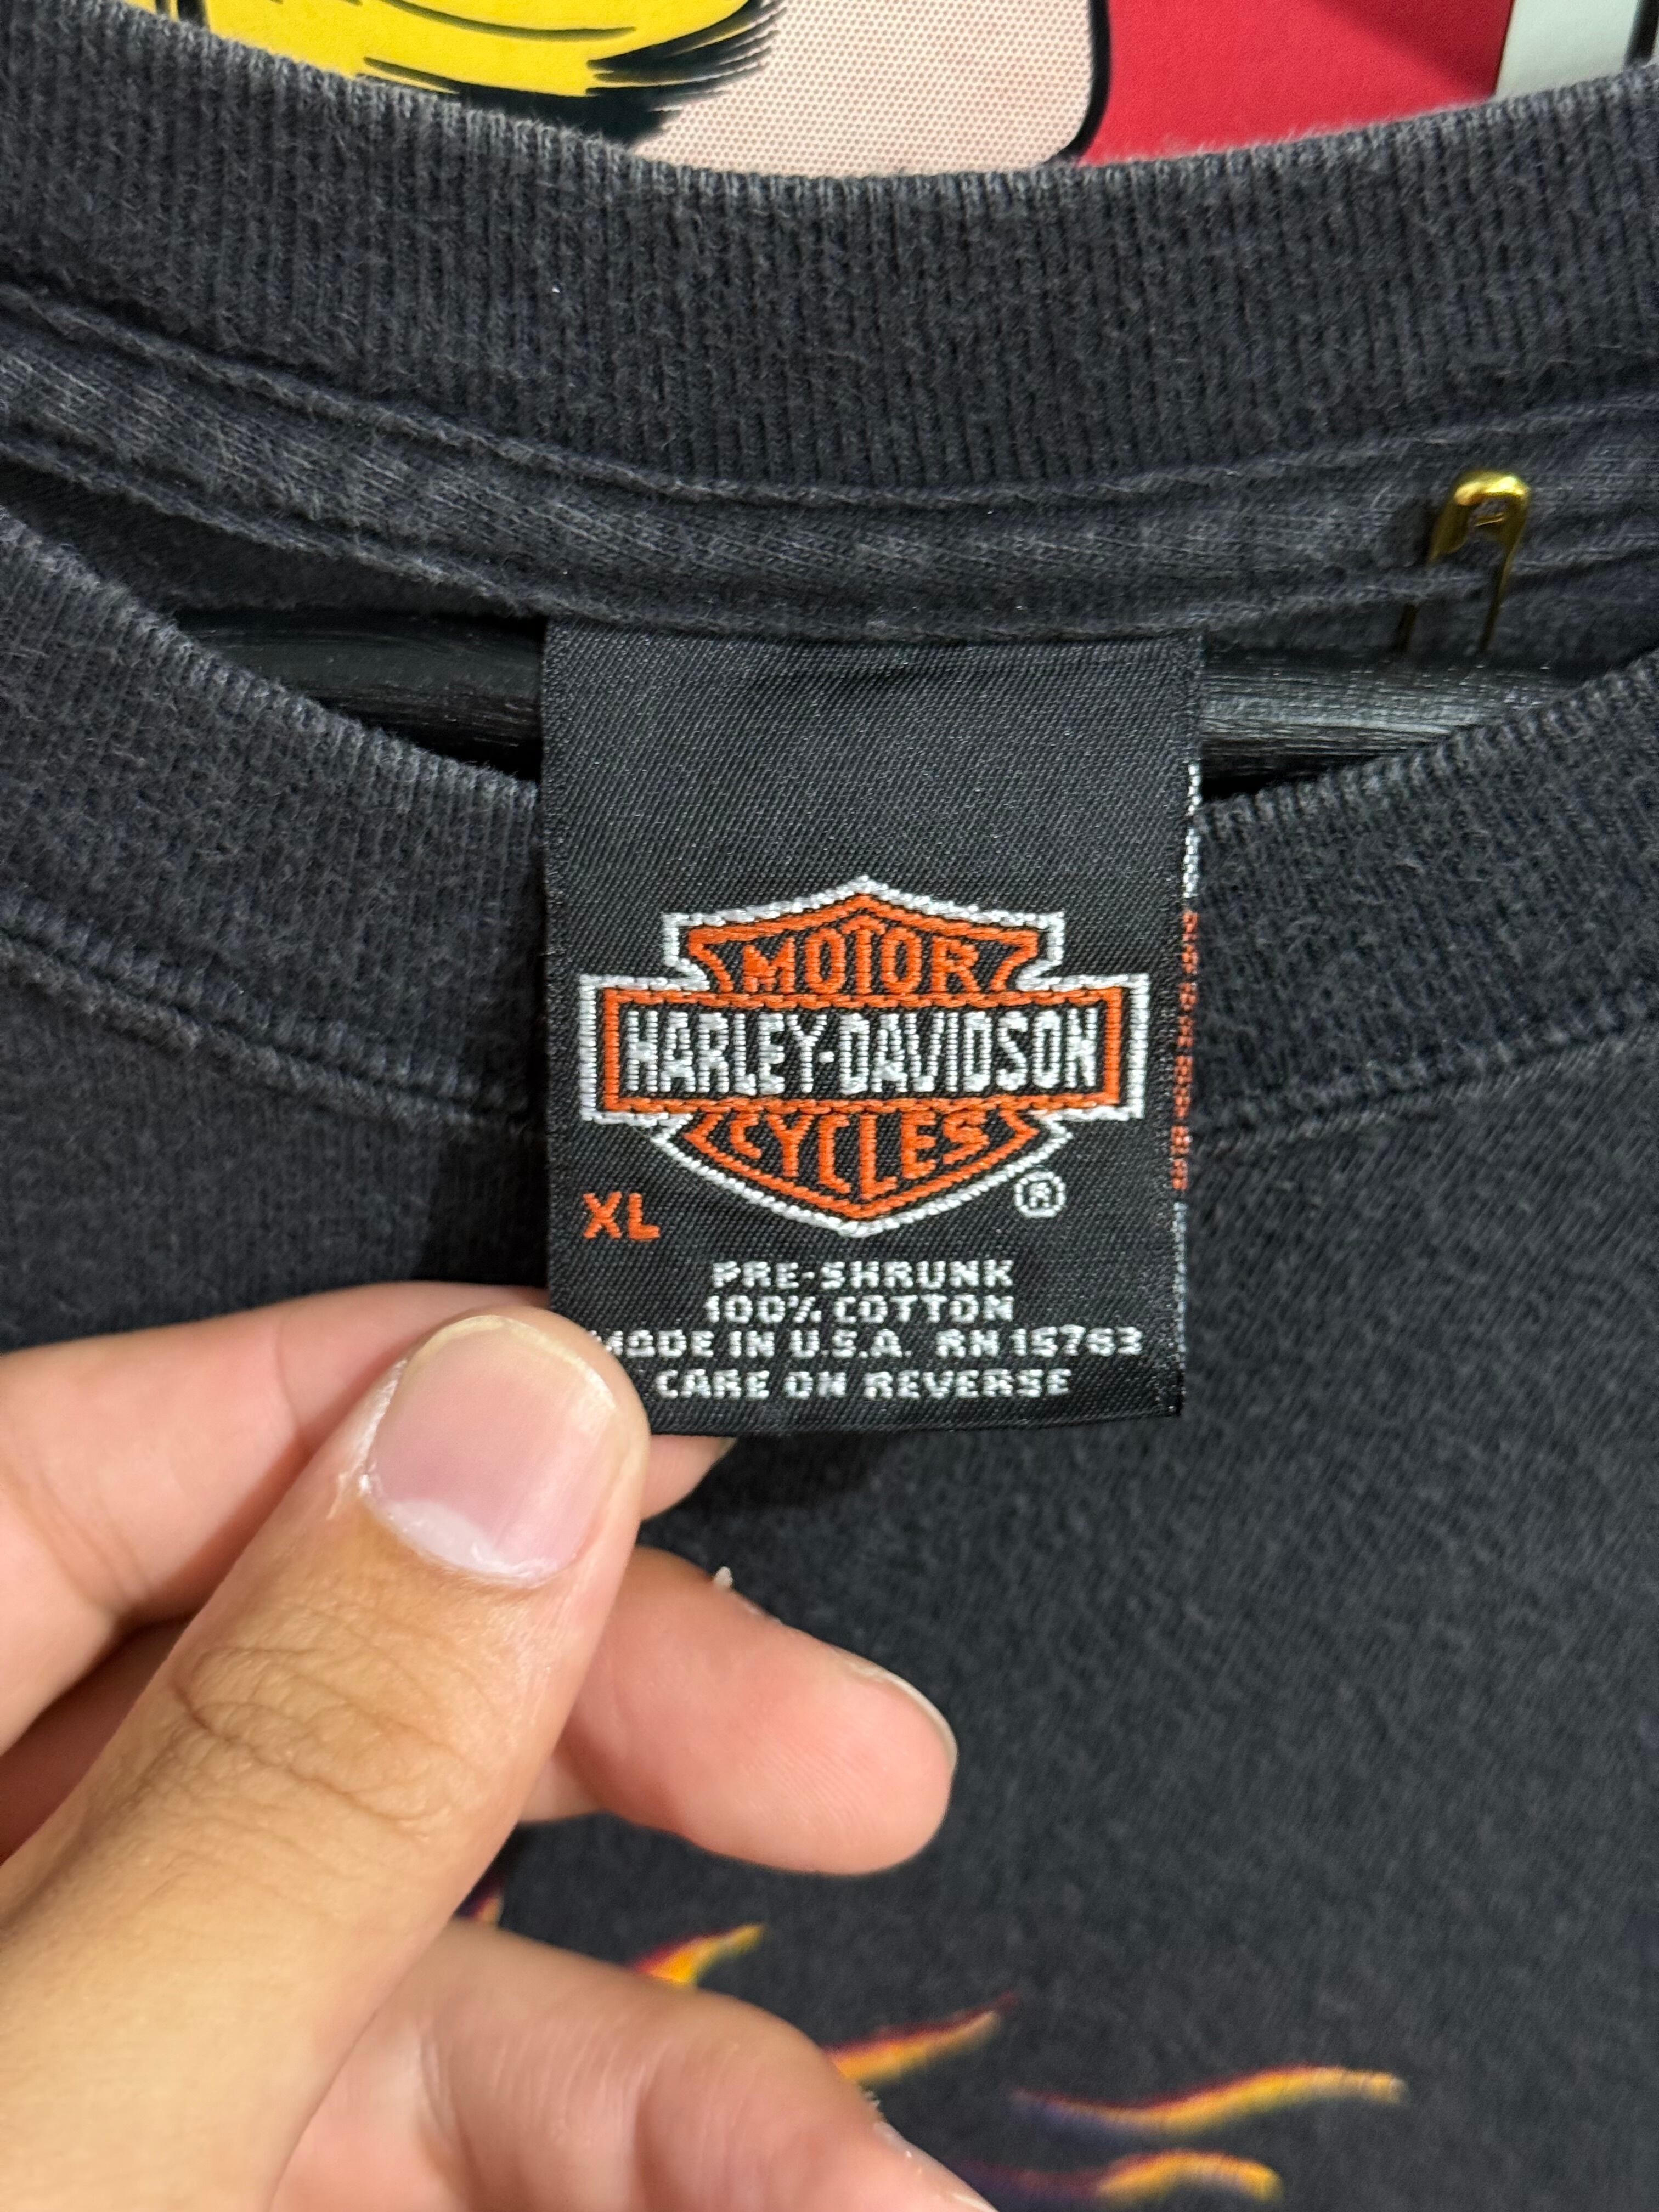 MOTOR
HARLEY-DAVIDSON
CYCLES
®
XL
PRE-SHRUNK
100% COTTON
MADE IN U.S.A. RN 15763
CARE ON REVERSE